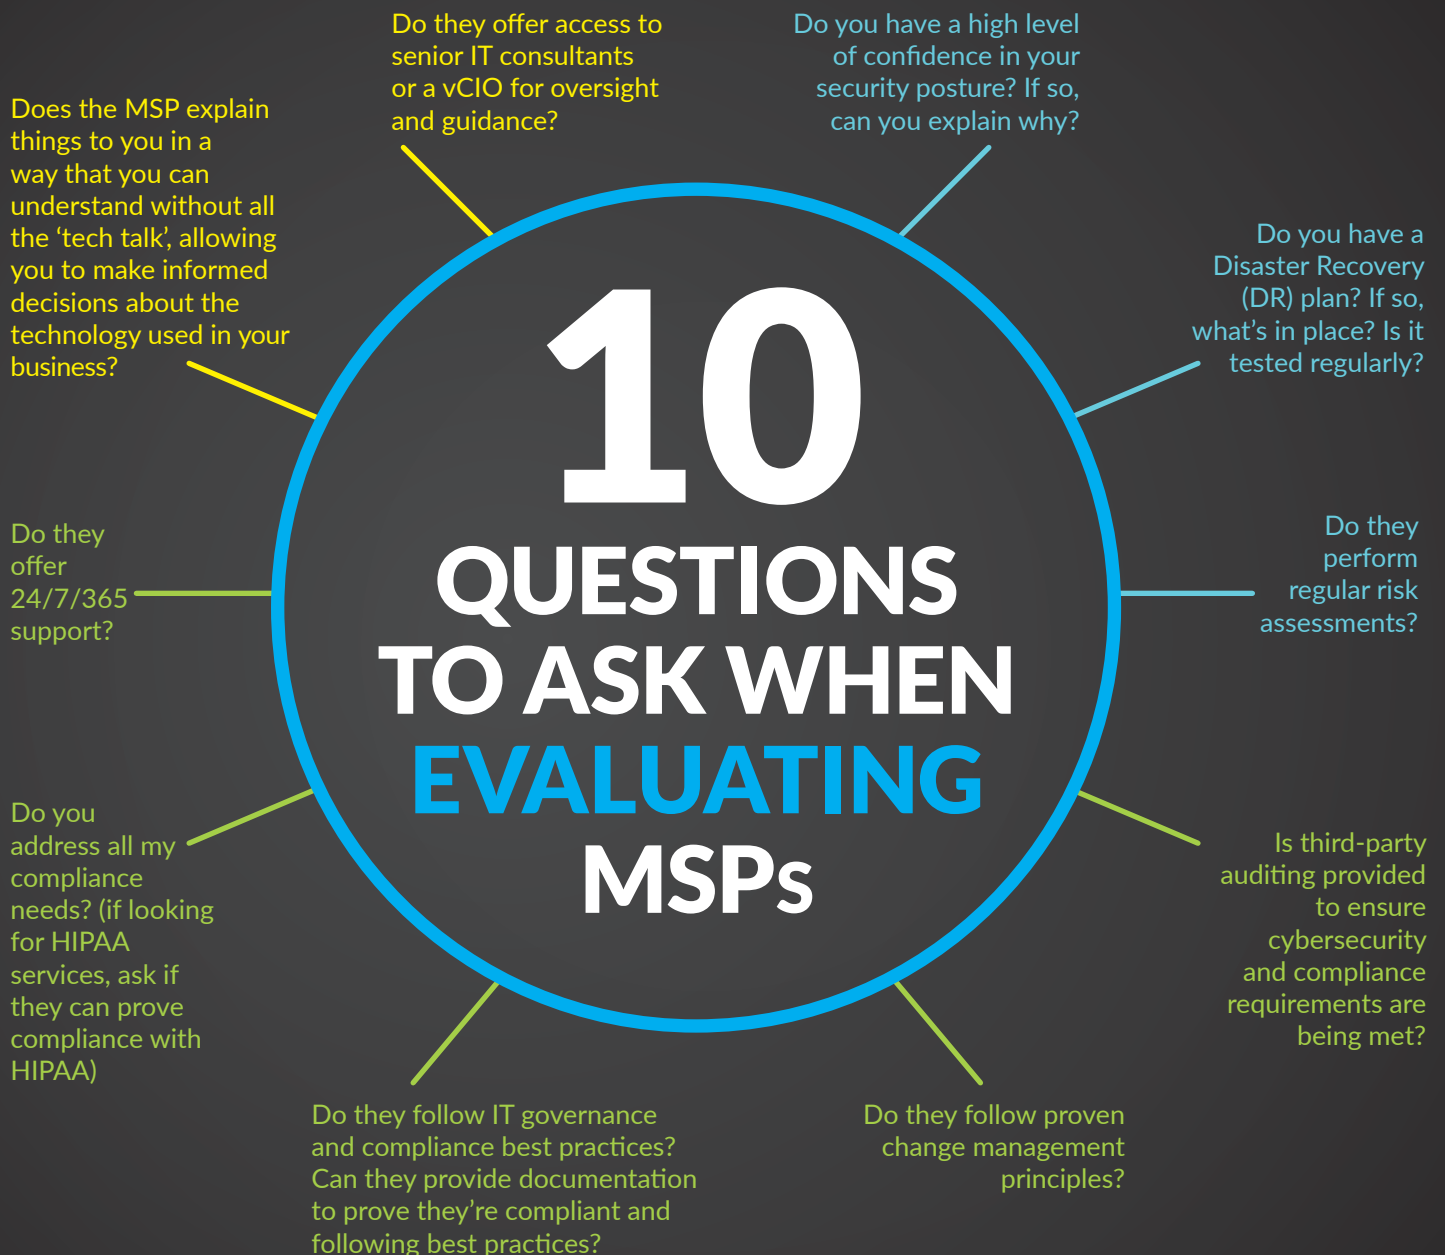 10
QUESTIONS
TO ASK WHEN
EVALUATING
MSPs
Do they offer access to
senior IT consultants
or a vCIO for oversight
and guidance?
Do you have a high level
of confidence in your
security posture? If so,
can you explain why?
Do you have a
Disaster Recovery
(DR) plan? If so,
what's in place? Is it
tested regularly?
Do they
perform
regular risk
assessments?
Is third-party
auditing provided
to ensure
cybersecurity
and compliance
requirements are
being met?
Do they follow proven
change management
principles?
Do they follow IT governance
and compliance best practices?
Can they provide documentation
to prove they're compliant and
following best practices?
Do you
address all my
compliance
needs? (if looking
for HIPAA
services, ask if
they can prove
compliance with
HIPAA)
Do they
offer
24/7/365
support?
Does the MSP explain
things to you in a
way that you can
understand without all
the ‘tech talk’, allowing
you to make informed
decisions about the
technology used in your
business?